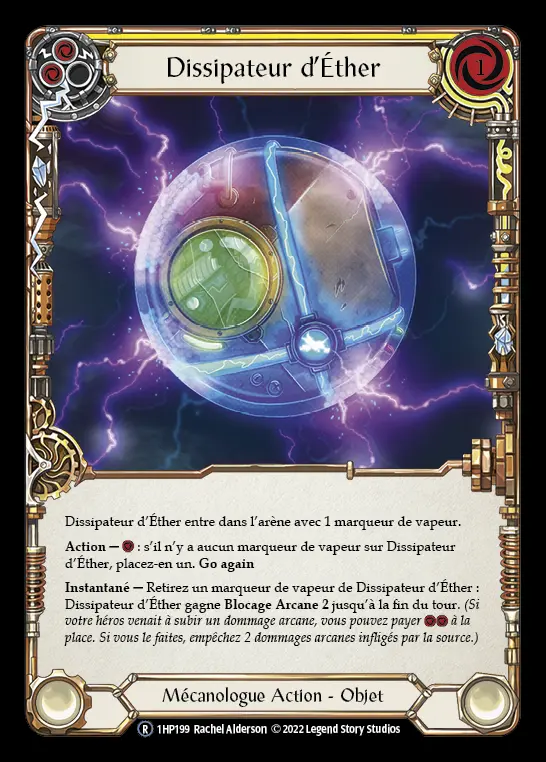 Dissipateur d'Éther
1
Dissipateur d'Éther entre dans l'arène avec 1 marqueur de vapeur.
Action — : s'il n'y a aucun marqueur de vapeur sur Dissipateur
d'Éther, placez-en un. Go again
Instantané — Retirez un marqueur de vapeur de Dissipateur d'Éther :
Dissipateur d'Éther gagne Blocage Arcane 2 jusqu'à la fin du tour. (Si
votre héros venait à subir un dommage arcane, vous pouvez payer à la
place. Si vous le faites, empêchez 2 dommages arcanes infligés par la source.)
Mécanologue Action - Objet
R 1HP199 Rachel Alderson © 2022 Legend Story Studios